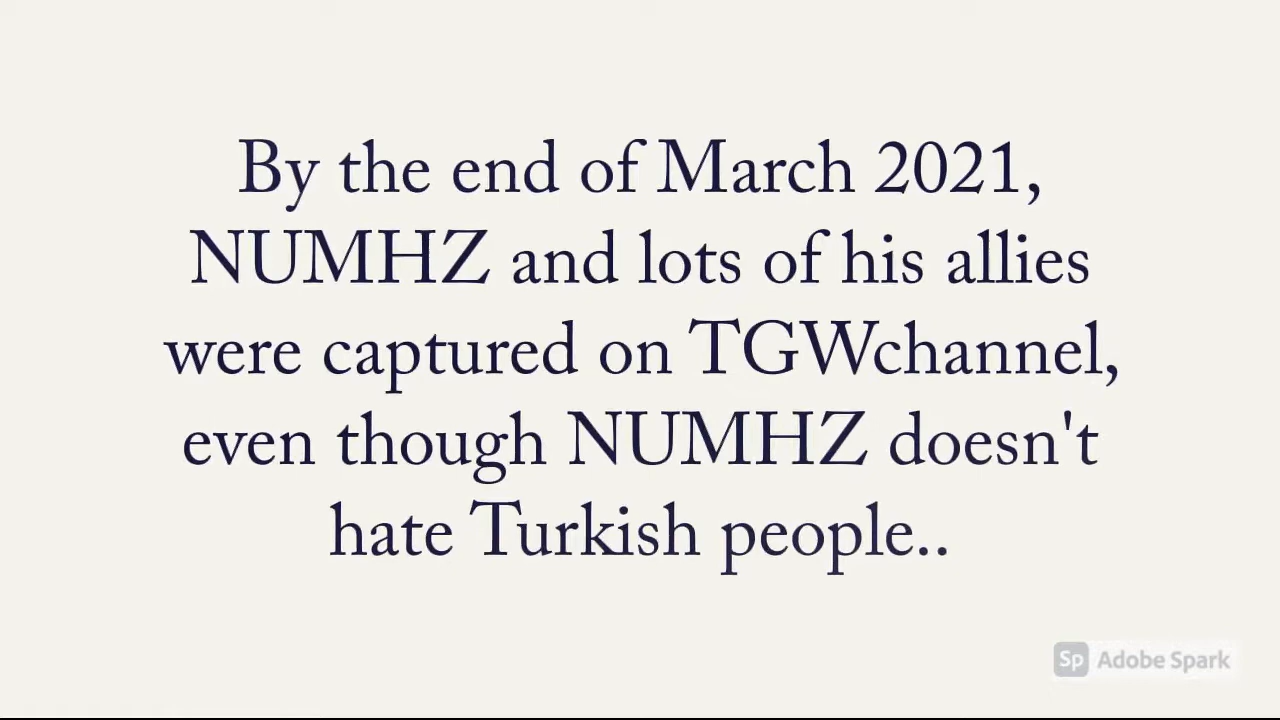 By the end of March 2021,
NUMHZ and lots of his allies
were captured on TGWchannel,
even though NUMHZ doesn't
hate Turkish people..
Sp Adobe Spark